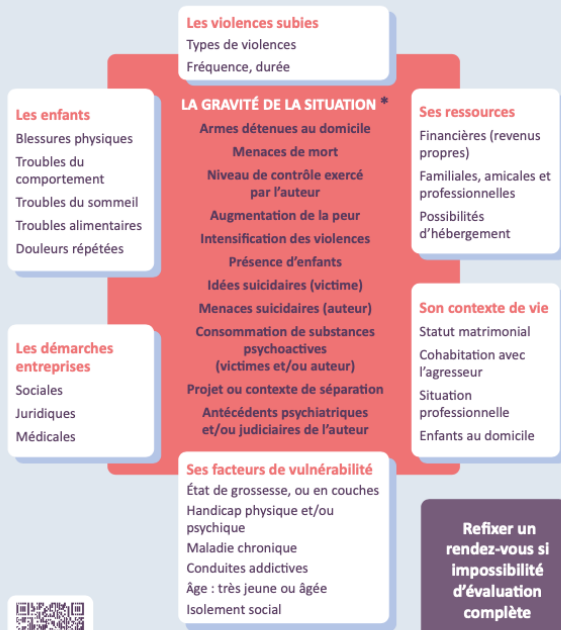 Les violences subies
Types de violences
Fréquence, durée
LA GRAVITÉ DE LA SITUATION *
Armes détenues au domicile
Menaces de mort
Niveau de contrôle exercé
par l'auteur
Augmentation de la peur
Intensification des violences
Présence d'enfants
Idées suicidaires (victime)
Menaces suicidaires (auteur)
Consommation de substances
psychoactives
(victimes et/ou auteur)
Projet ou contexte de séparation
Antécédents psychiatriques
et/ou judiciaires de l'auteur
Les enfants
Blessures physiques
Troubles du
comportement
Troubles du sommeil
Troubles alimentaires
Douleurs répétées
Ses ressources
Financières (revenus
propres)
Familiales, amicales et
professionnelles
Possibilités
d'hébergement
Les démarches
entreprises
Sociales
Juridiques
Médicales
Son contexte de vie
Statut matrimonial
Cohabitation avec
l'agresseur
Situation
professionnelle
Enfants au domicile
Ses facteurs de vulnérabilité
État de grossesse, ou en couches
Handicap physique et/ou
psychique
Maladie chronique
Conduites addictives
Âge : très jeune ou âgée
Isolement social
Refixer un
rendez-vous si
impossibilité
d'évaluation
complète